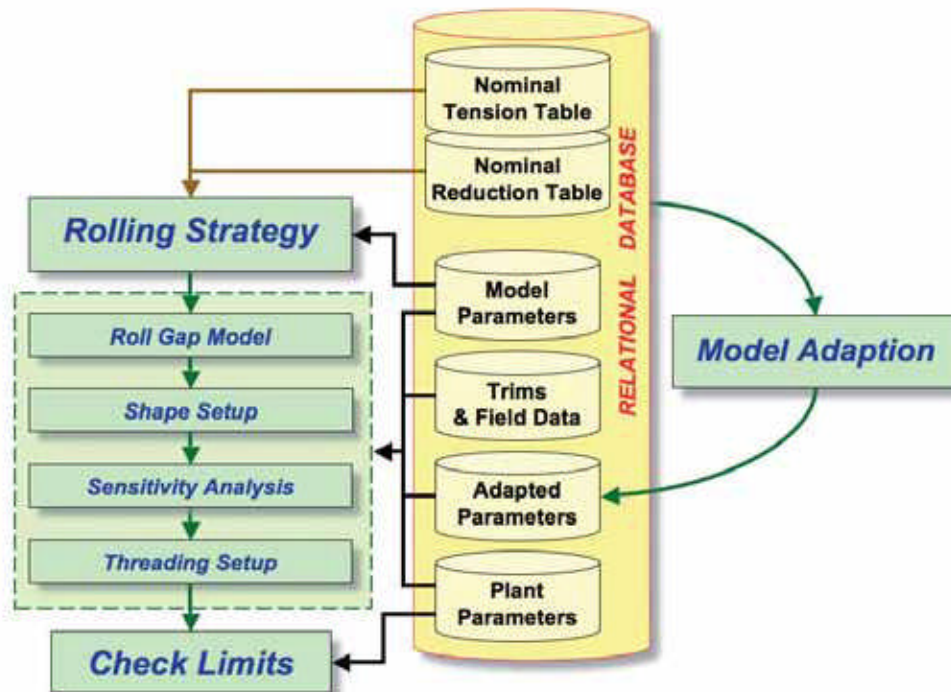 Nominal
Tension Table
Nominal
Reduction Table
RELATIONAL DATABASE
Rolling Strategy
Model
Parameters
Roll Gap Model
Model Adaption
Trims
& Field Data
Shape Setup
Sensitivity Analysis
Adapted
Parameters
Threading Setup
Plant
Parameters
Check Limits